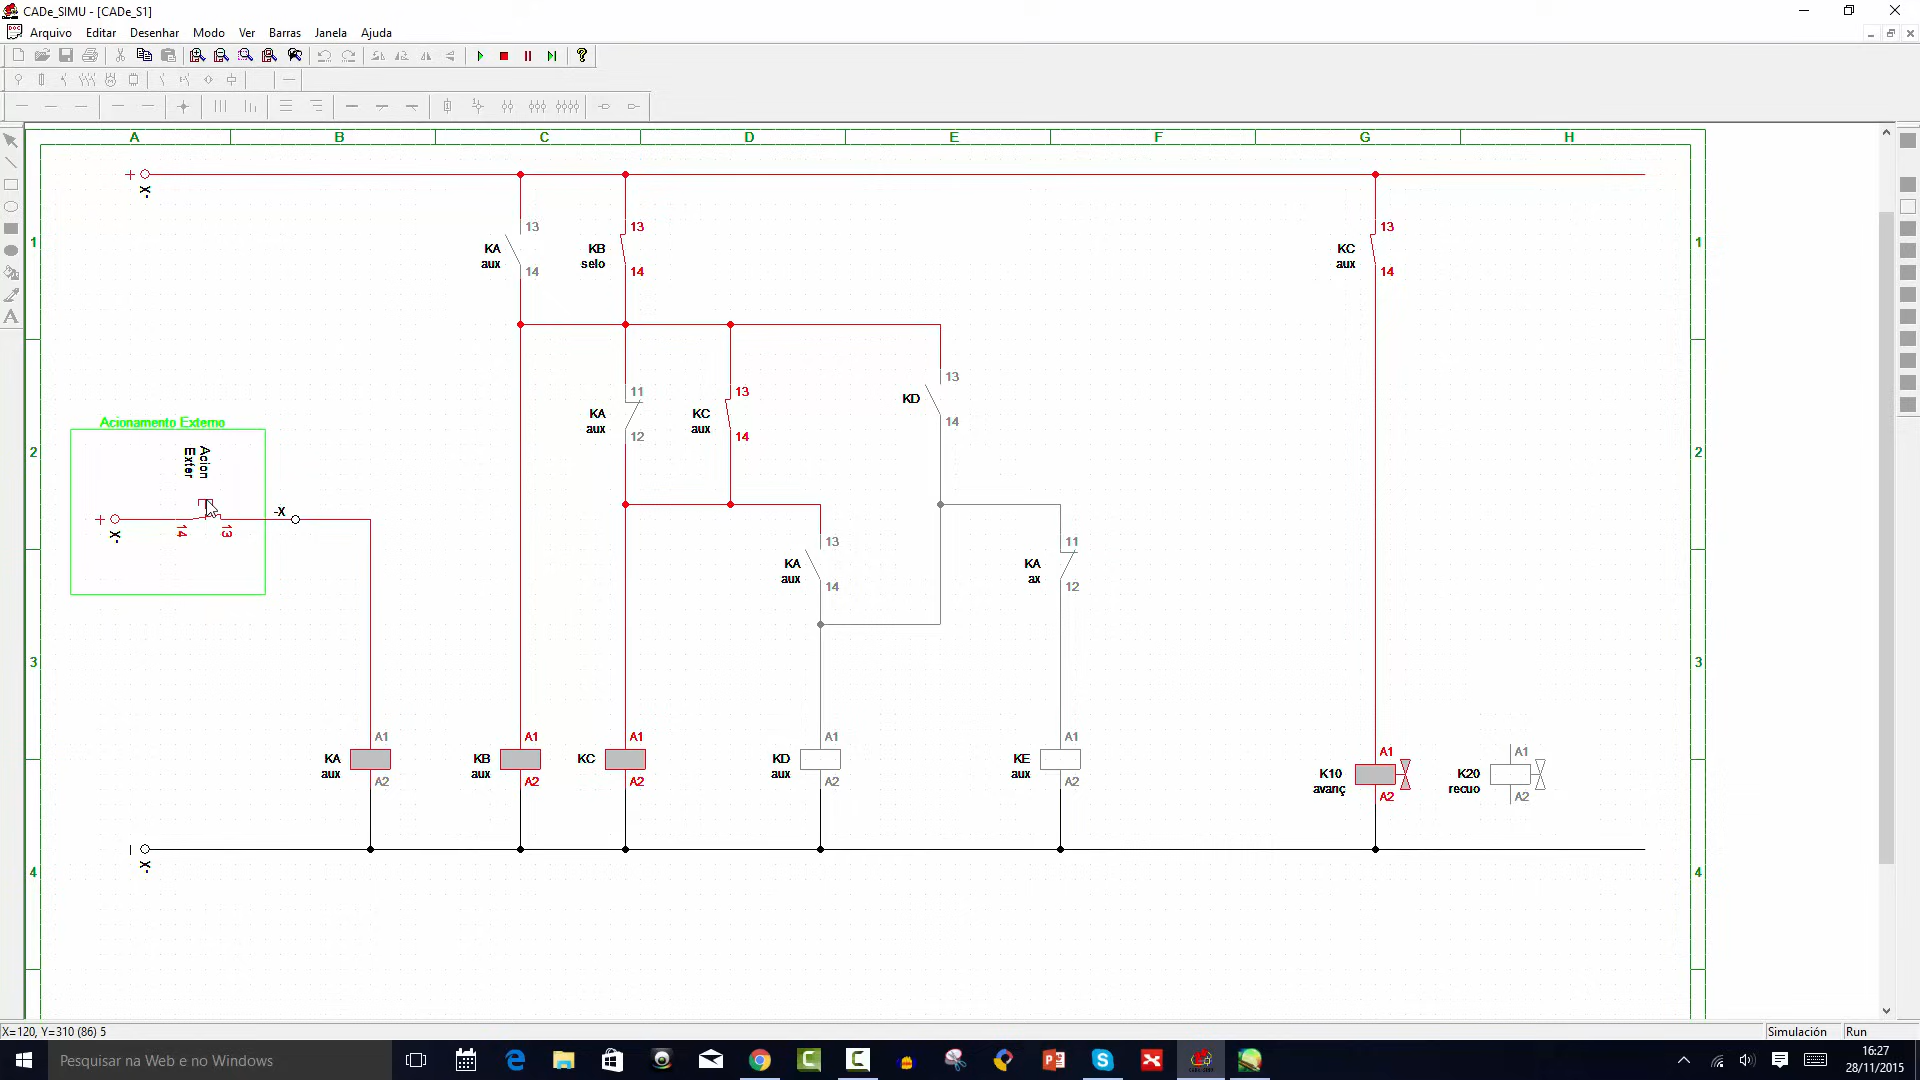 CADe_SIMU - [CADe_S1]
Arquivo Editar Desenhar Modo Ver Barras Janela Ajuda
A B C D E F G H
+ -X
13 13 13
KA KB KC
aux selo aux
14 14 14
1 1
13
11 13
KD
KA KC
aux aux
14
12 14
Acionamento Externo
Acion
Exter
2 2
+ -X 14 13 -X
13 11
KA KA
aux ax
14 12
3 3
A1 A1 A1 A1 A1
KA KB KC KD KE
aux aux aux aux
A2 A2 A2 A2 A2
A1 A1
K10 K20
avanç recuo
A2 A2
-X
4 4
X=120, Y=310 (86) 5
Simulación Run
Pesquisar na Web e no Windows
16:27
28/11/2015